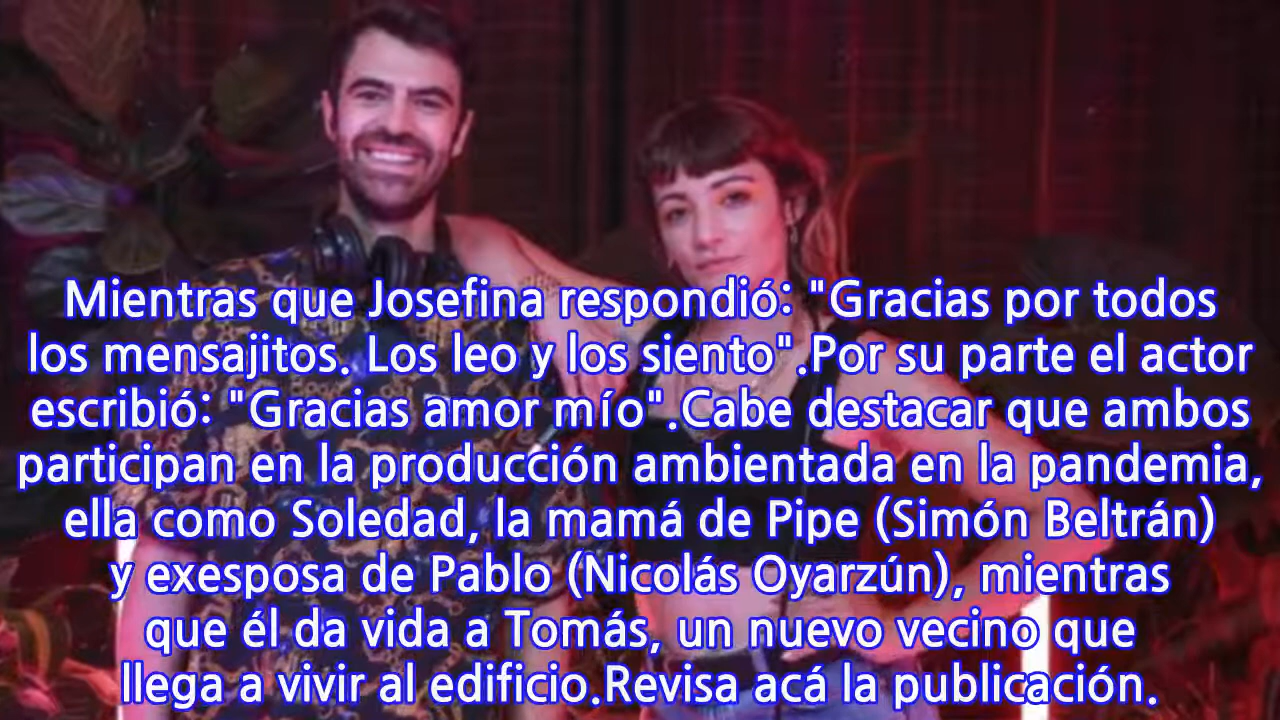 Mientras que Josefina respondió: "Gracias por todos
los mensajitos. Los leo y los siento".Por su parte el actor
escribió: "Gracias amor mío".Cabe destacar que ambos
participan en la producción ambientada en la pandemia,
ella como Soledad, la mamá de Pipe (Simón Beltrán)
y exesposa de Pablo (Nicolás Oyarzún), mientras
que él da vida a Tomás, un nuevo vecino que
llega a vivir al edificio.Revisa acá la publicación.